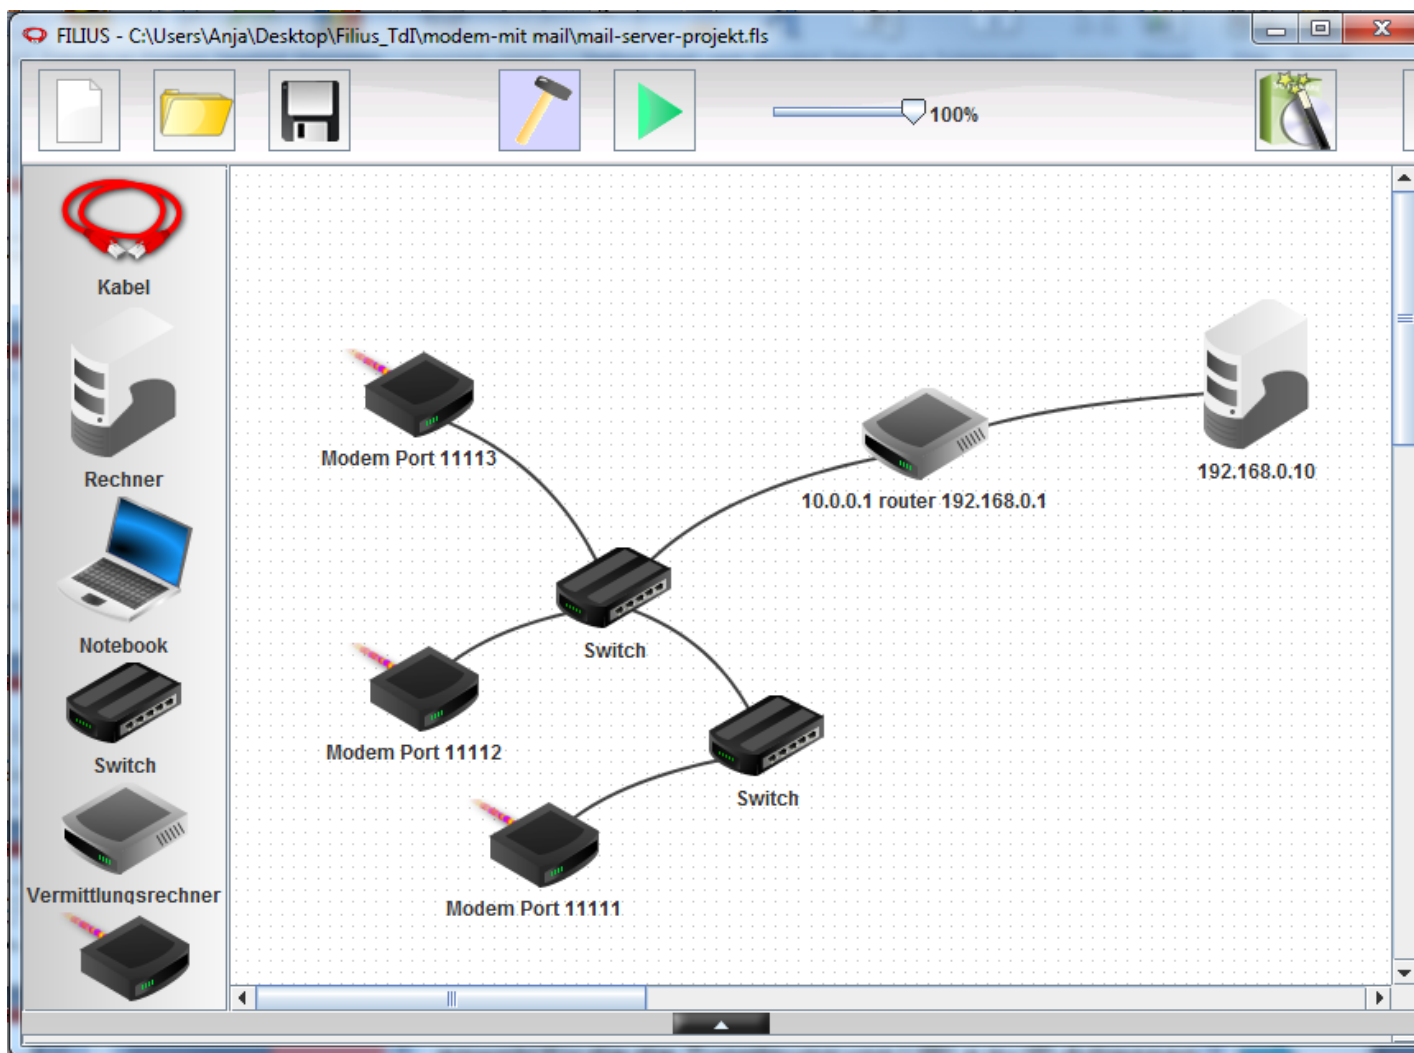 FILIUS - C:\Users\Anja\Desktop\Filius_TdI\modem-mit mail\mail-server-projekt.fls
100%
Kabel
Rechner
Notebook
Switch
Vermittlungsrechner
Modem Port 11113
10.0.0.1 router 192.168.0.1
192.168.0.10
Switch
Modem Port 11112
Switch
Modem Port 11111